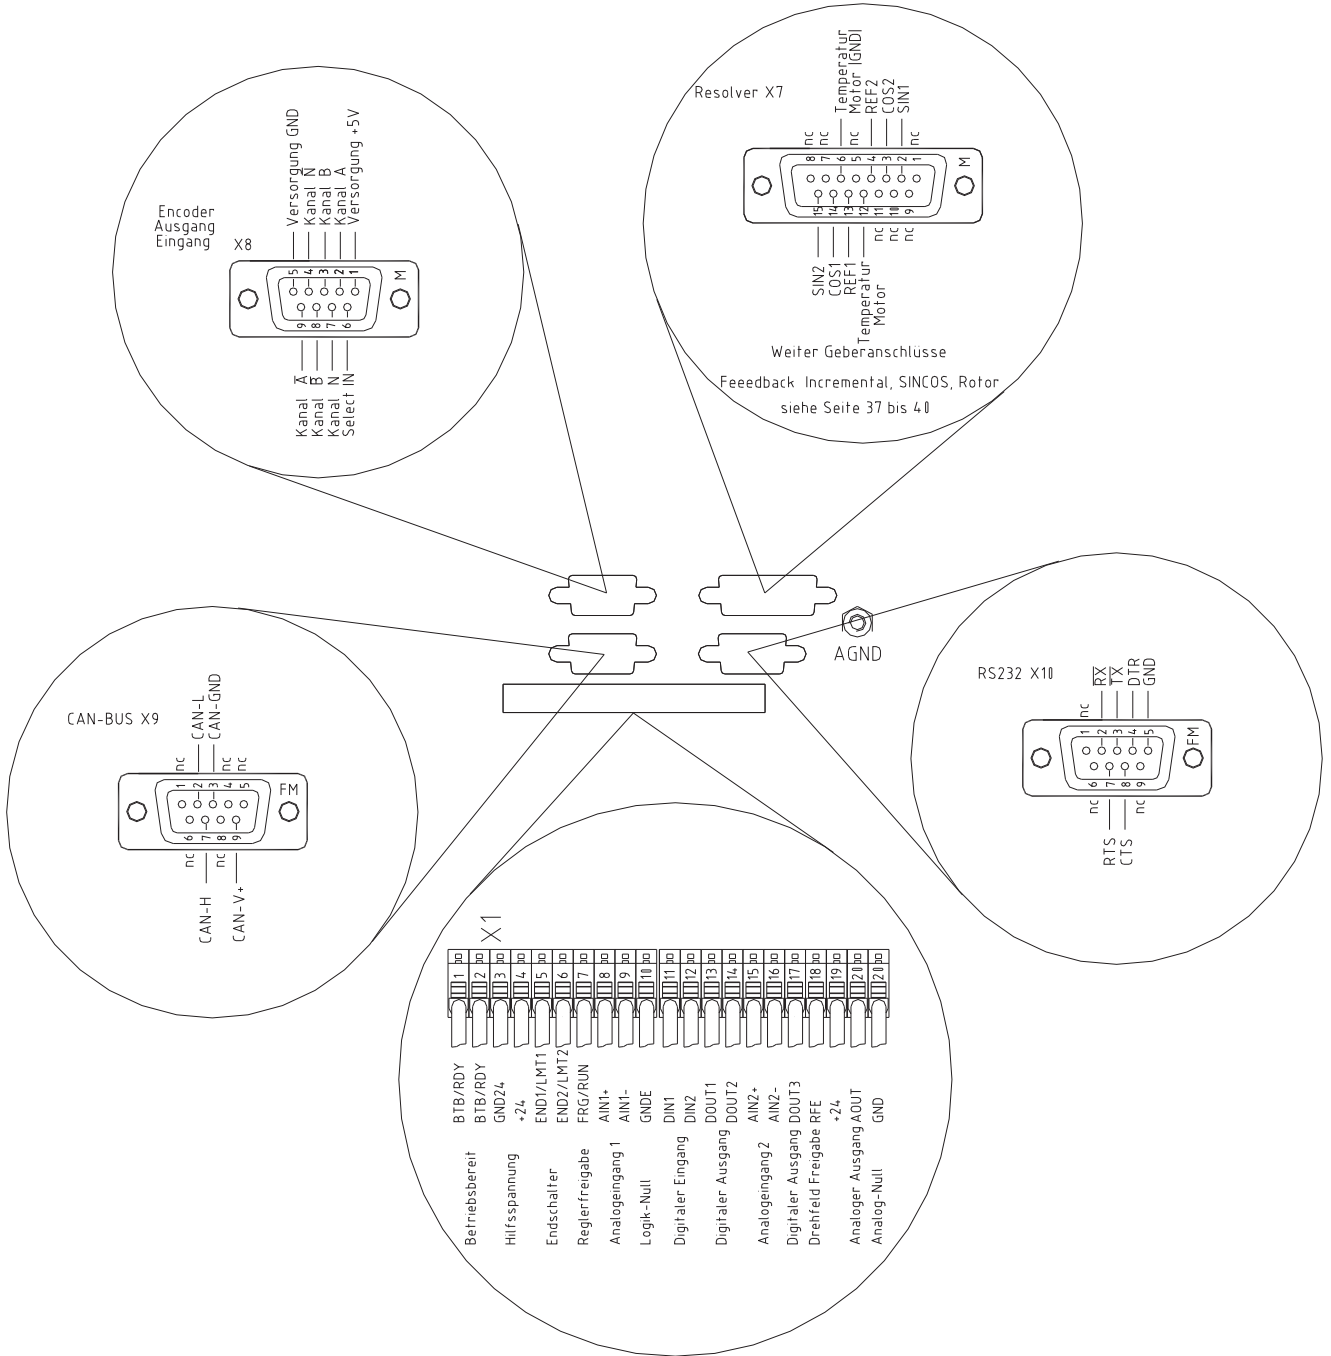 Resolver X7
nc
nc
Temperatur
Motor (GND)
nc
REF2
COS2
SIN1
nc
8
7
6
5
4
3
2
1
M
15
14
13
12
11
10
9
SIN2
COS1
REF1
Temperatur
Motor
nc
nc
nc
Weiter Geberanschlüsse
Feeedback Incremental, SINCOS, Rotor
siehe Seite 37 bis 40
Encoder
Ausgang
Eingang
X8
Versorgung GND
Kanal N̅
Kanal B
Kanal A
Versorgung +5V
5
4
3
2
1
M
9
8
7
6
Kanal A̅
Kanal B̅
Kanal N
Select IN
AGND
CAN-BUS X9
nc
CAN-L
CAN-GND
nc
nc
1
2
3
4
5
FM
6
7
8
9
nc
CAN-H
nc
CAN-V+
RS232 X10
nc
RX
TX
DTR
GND
1
2
3
4
5
FM
6
7
8
9
nc
RTS
CTS
nc
X1
1
2
3
4
5
6
7
8
9
10
11
12
13
14
15
16
17
18
19
20
20
BTB/RDY
BTB/RDY
GND24
+24
END1/LMT1
END2/LMT2
FRG/RUN
AIN1+
AIN1-
GNDE
DIN1
DIN2
DOUT1
DOUT2
AIN2+
AIN2-
Digitaler Ausgang DOUT3
Drehfeld Freigabe RFE
+24
Analoger Ausgang AOUT
Analog-Null GND
Betriebsbereit
Hilfsspannung
Endschalter
Reglerfreigabe
Analogeingang 1
Logik-Null
Digitaler Eingang
Digitaler Ausgang
Analogeingang 2